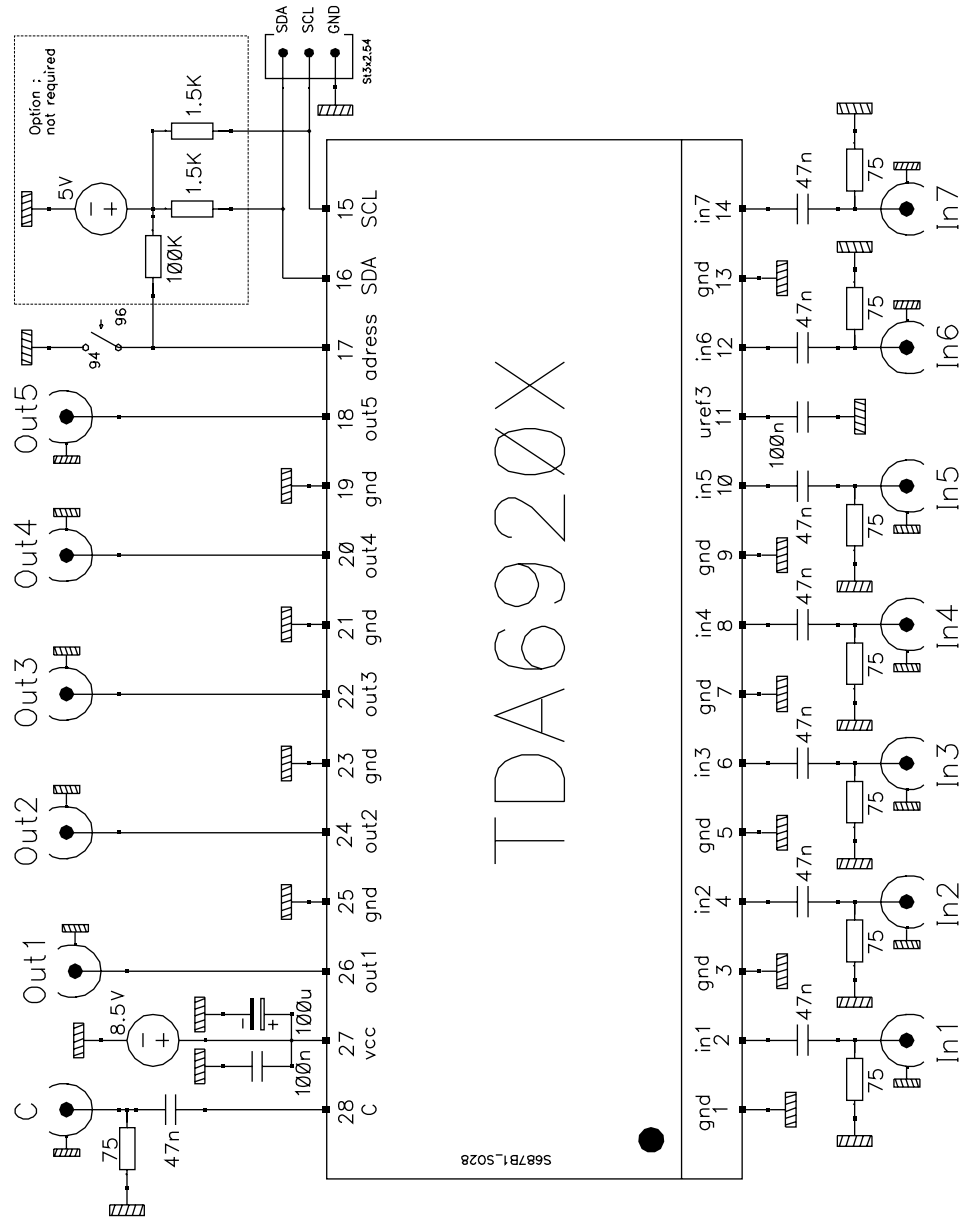 Option ;
not required
5V
1.5K
1.5K
100K
SDA
SCL
GND
St3x2.54
94
96
Out5
Out4
Out3
Out2
Out1
8.5V
C
75
47n
100n
100u
28
C
27
vcc
26
out1
25
gnd
24
out2
23
gnd
22
out3
21
gnd
20
out4
19
gnd
18
out5
17
adress
16
SDA
15
SCL
TDA6920X
S687B1_SO28
gnd
1
in1
2
gnd
3
in2
4
gnd
5
in3
6
gnd
7
in4
8
gnd
9
in5
10
uref3
11
in6
12
gnd
13
in7
14
47n
47n
47n
47n
47n
100n
47n
47n
75
75
75
75
75
75
75
In1
In2
In3
In4
In5
In6
In7